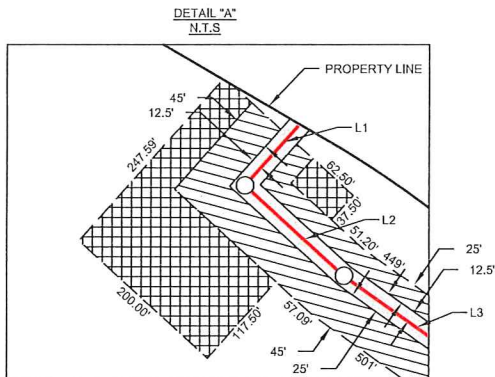 DETAIL "A"
N.T.S
PROPERTY LINE
45'
12.5'
L1
247.59'
62.50'
37.50'
L2
51.20'
449'
25'
12.5'
L3
200.00'
117.50'
57.09'
45'
501'
25'